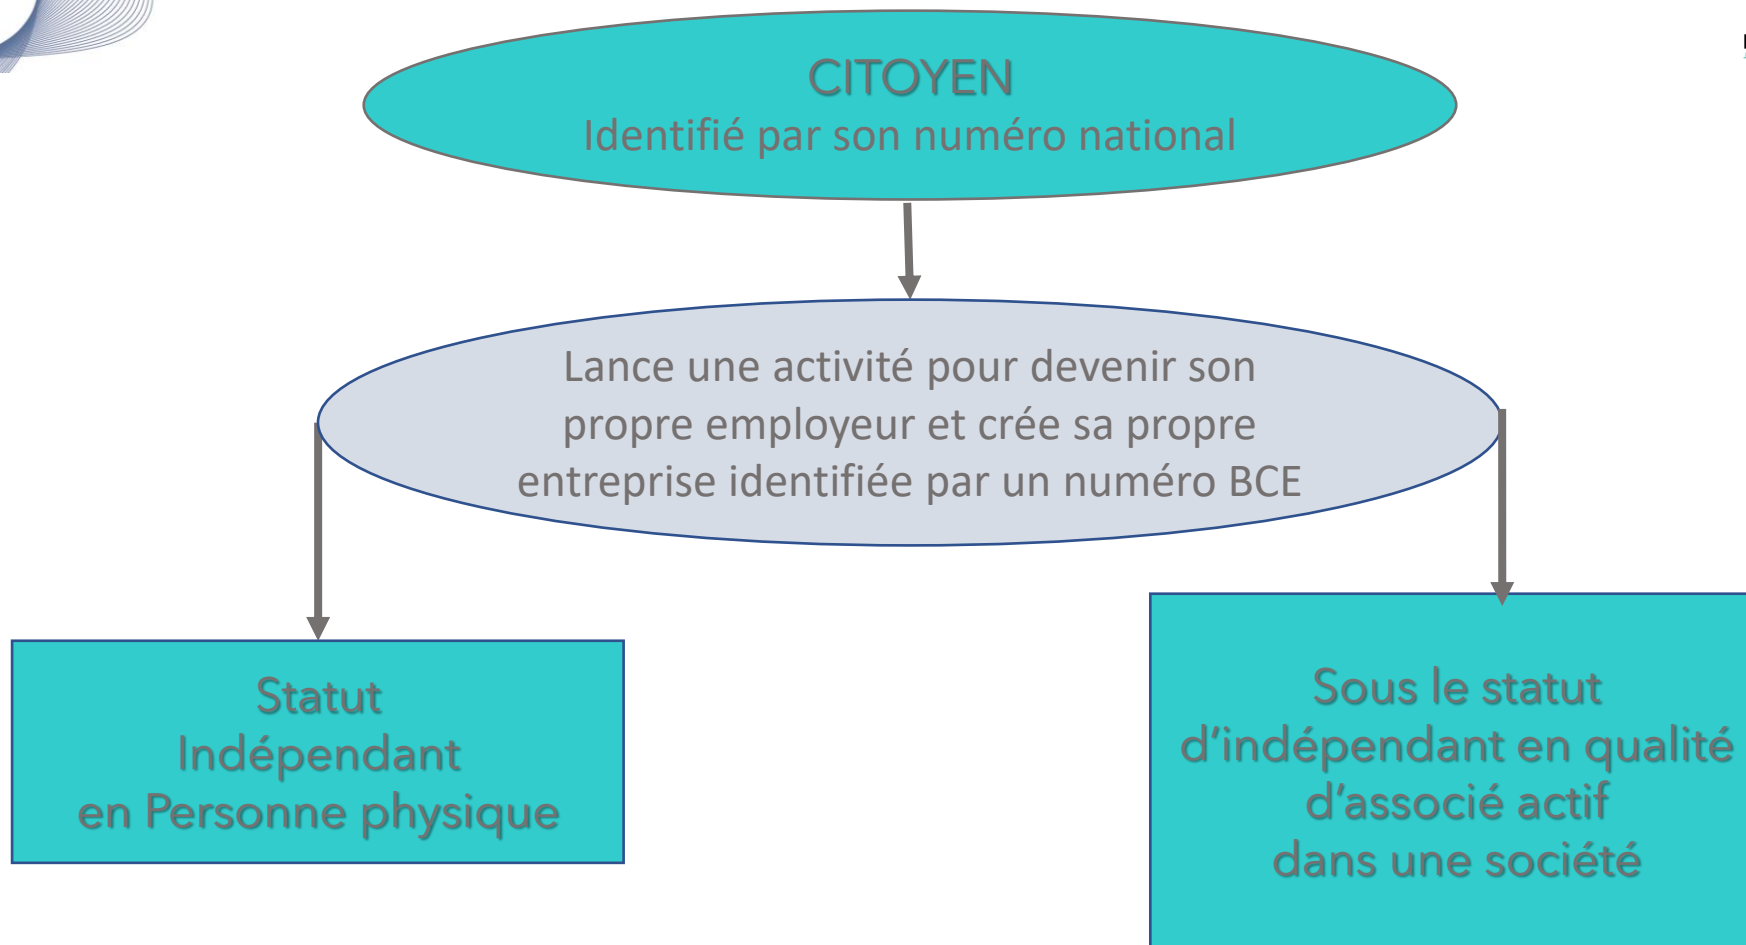 CITOYEN
Identifié par son numéro national
Lance une activité pour devenir son
propre employeur et crée sa propre
entreprise identifiée par un numéro BCE
Statut
Indépendant
en Personne physique
Sous le statut
d’indépendant en qualité
d’associé actif
dans une société